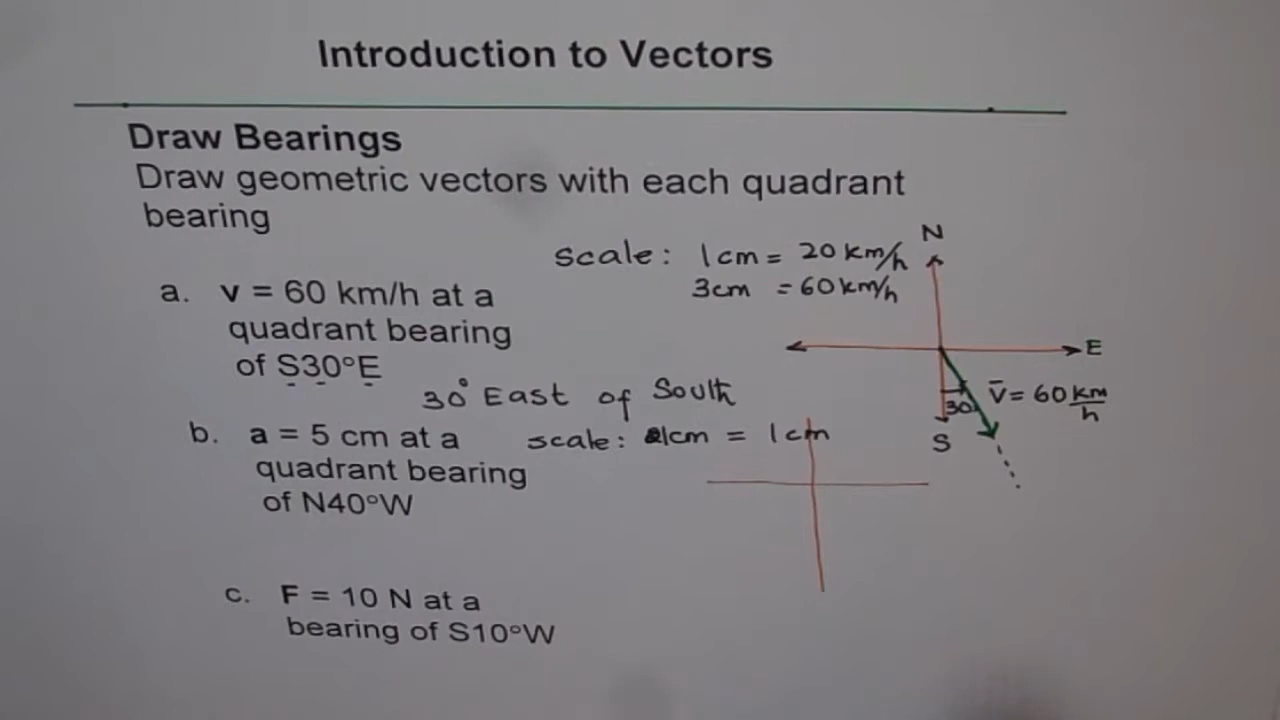 Introduction to Vectors
Draw Bearings
Draw geometric vectors with each quadrant
bearing
scale: 1cm = 20 km/h
3cm = 60 km/h
a. v = 60 km/h at a
quadrant bearing
of S30°E
30° East of South
N
E
S
30
v̄ = 60 km/h
b. a = 5 cm at a
quadrant bearing
of N40°W
scale: 1cm = 1cm
c. F = 10 N at a
bearing of S10°W